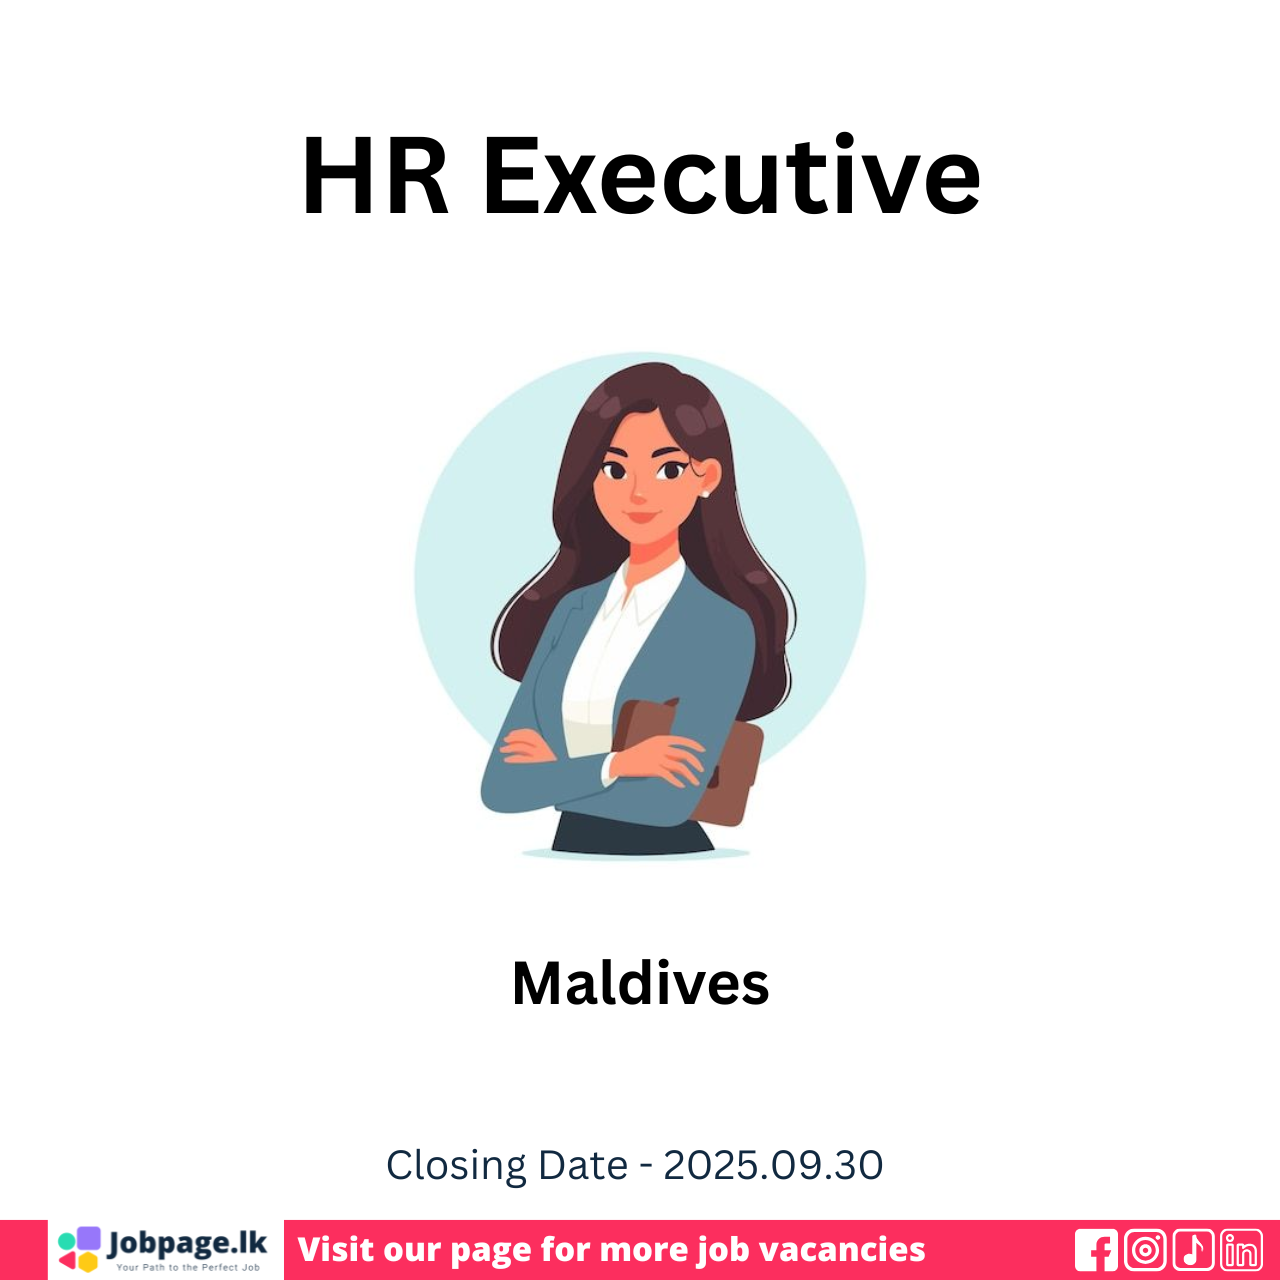 HR Executive
Maldives
Closing Date - 2025.09.30
Jobpage.lk
Your Path to the Perfect Job
Visit our page for more job vacancies
in